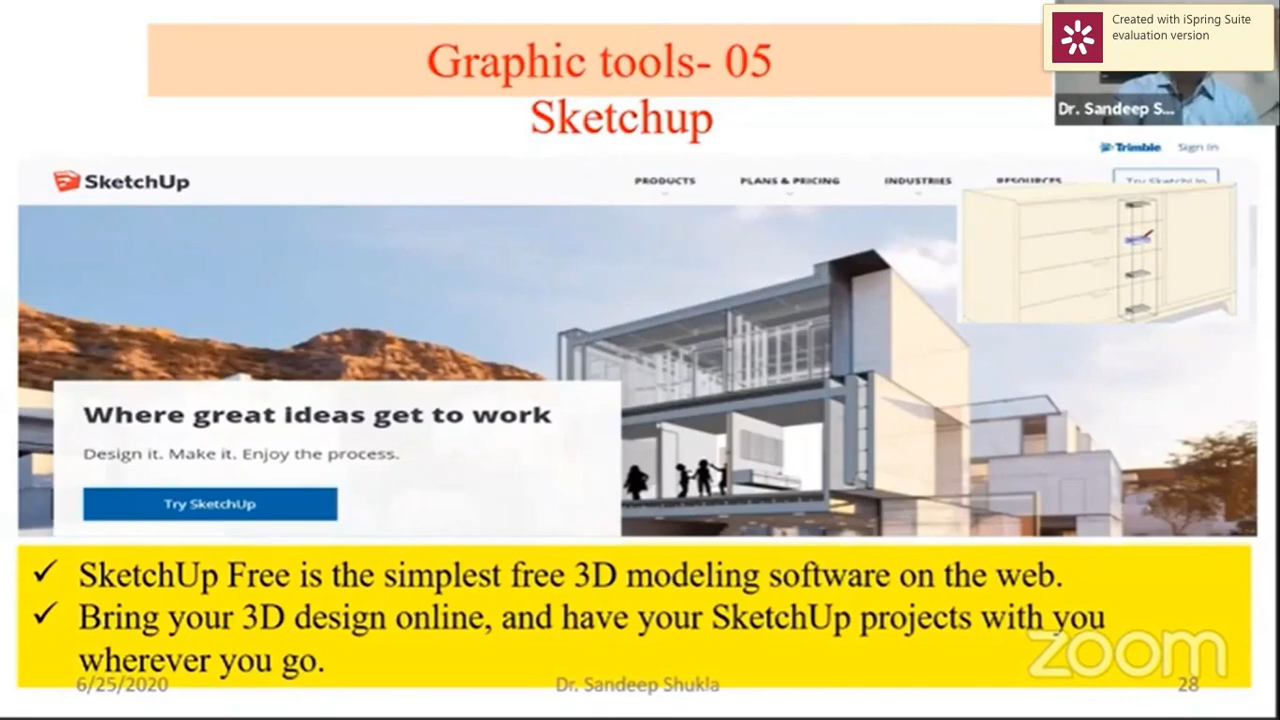 Graphic tools- 05
Created with iSpring Suite
evaluation version
Dr. Sandeep S...
Sketchup
Trimble Sign In
SketchUp PRODUCTS PLANS & PRICING INDUSTRIES RESOURCES Try SketchUp
Where great ideas get to work
Design it. Make it. Enjoy the process.
Try SketchUp
✓ SketchUp Free is the simplest free 3D modeling software on the web.
✓ Bring your 3D design online, and have your SketchUp projects with you
wherever you go.
zoom
6/25/2020 Dr. Sandeep Shukla 28